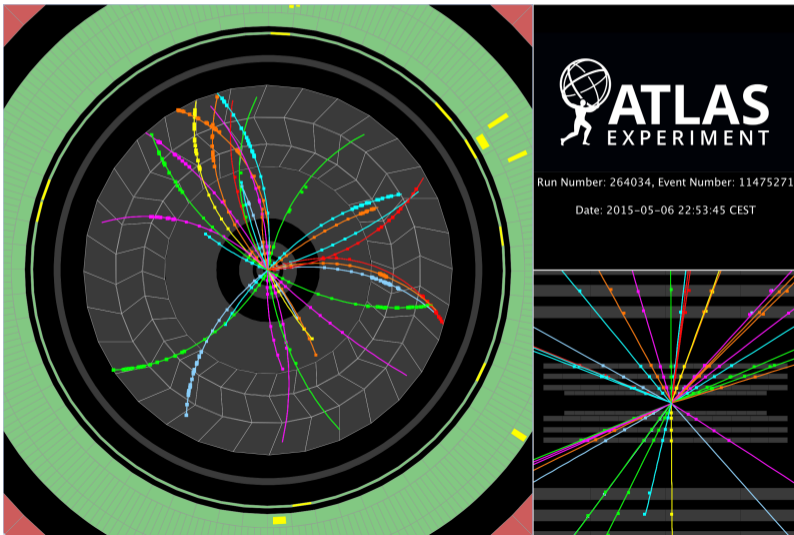 ATLAS
EXPERIMENT
Run Number: 264034, Event Number: 11475271
Date: 2015-05-06 22:53:45 CEST